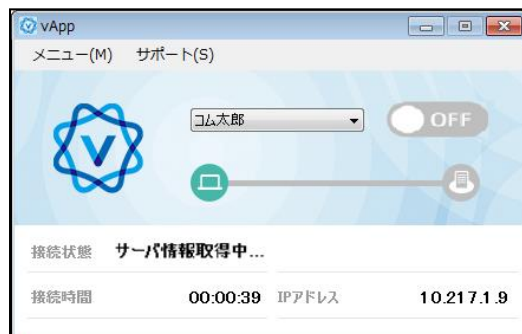 vApp
メニュー(M) サポート(S)
コム太郎
OFF
V
接続状態 サーバ情報取得中...
接続時間 00:00:39 IPアドレス 10.217.1.9